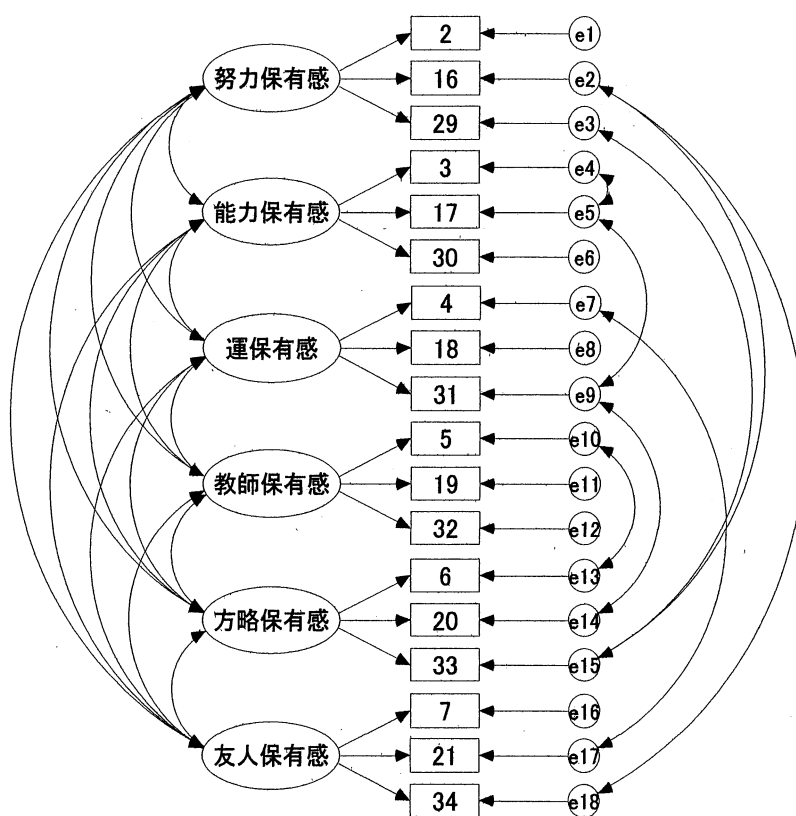 2 e1
努力保有感 16 e2
29 e3
3 e4
能力保有感 17 e5
30 e6
4 e7
運保有感 18 e8
31 e9
5 e10
教師保有感 19 e11
32 e12
6 e13
方略保有感 20 e14
33 e15
7 e16
友人保有感 21 e17
34 e18